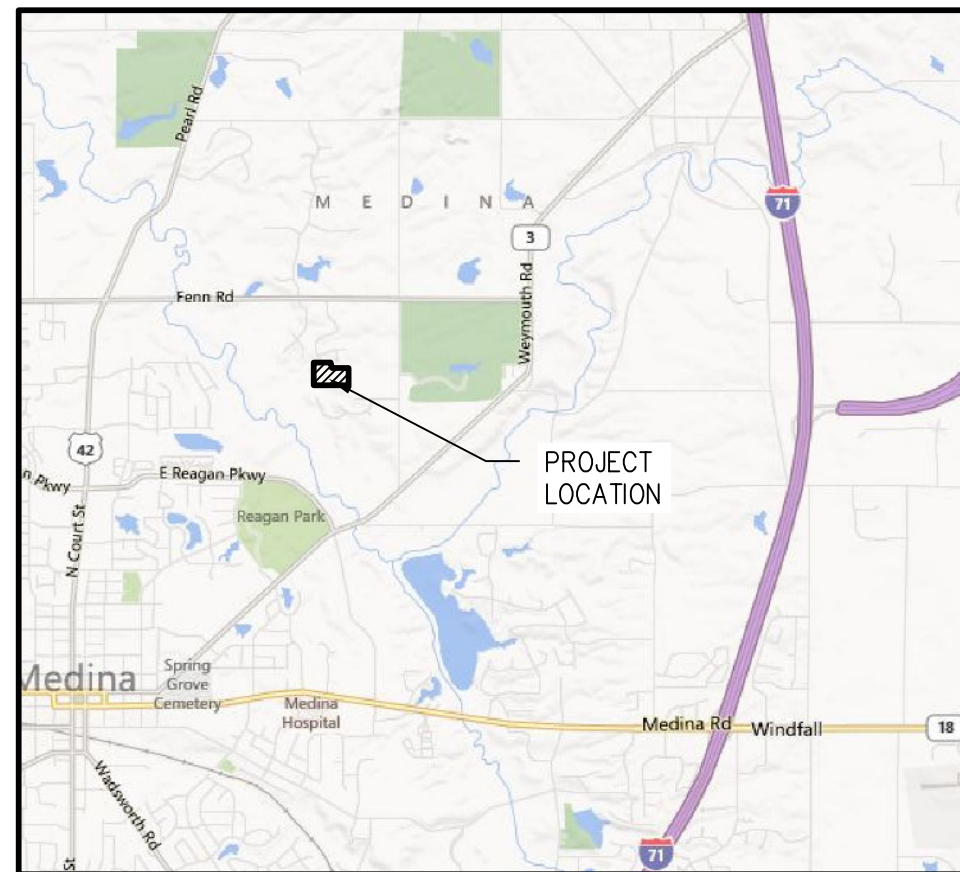 Pearl Rd
71
M E D I N A
3
Weymouth Rd
Fenn Rd
42
n Pkwy
E Reagan Pkwy
PROJECT
LOCATION
Reagan Park
N Court St
Medina
Spring
Grove
Cemetery
Medina
Hospital
Medina Rd
Windfall
18
Wadsworth Rd
St
71